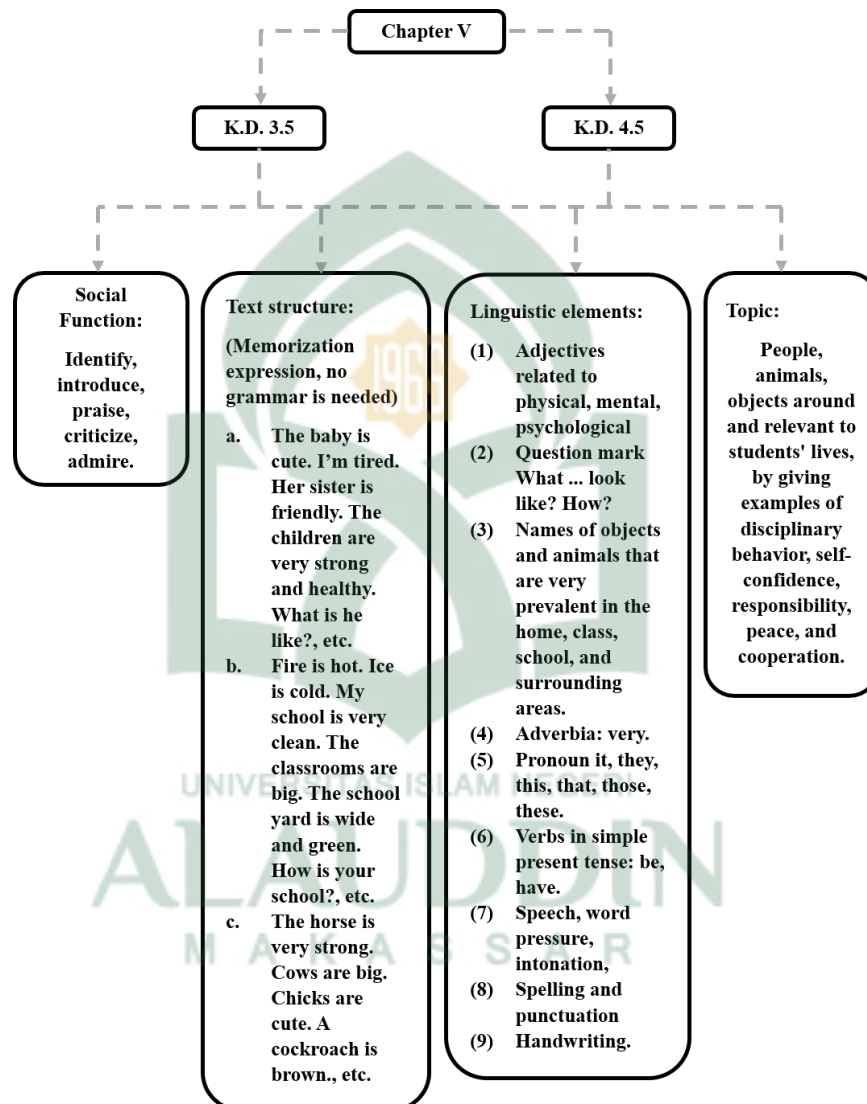 Chapter V
K.D. 3.5
K.D. 4.5
Social
Function:
Identify,
introduce,
praise,
criticize,
admire.
Text structure:
(Memorization
expression, no
grammar is needed)
a. The baby is
cute. I’m tired.
Her sister is
friendly. The
children are
very strong
and healthy.
What is he
like?, etc.
b. Fire is hot. Ice
is cold. My
school is very
clean. The
classrooms are
big. The school
yard is wide
and green.
How is your
school?, etc.
c. The horse is
very strong.
Cows are big.
Chicks are
cute. A
cockroach is
brown., etc.
Linguistic elements:
(1) Adjectives
related to
physical, mental,
psychological
(2) Question mark
What ... look
like? How?
(3) Names of objects
and animals that
are very
prevalent in the
home, class,
school, and
surrounding
areas.
(4) Adverbia: very.
(5) Pronoun it, they,
this, that, those,
these.
(6) Verbs in simple
present tense: be,
have.
(7) Speech, word
pressure,
intonation,
(8) Spelling and
punctuation
(9) Handwriting.
Topic:
People,
animals,
objects around
and relevant to
students' lives,
by giving
examples of
disciplinary
behavior, self-
confidence,
responsibility,
peace, and
cooperation.
1965
UNIVERSITAS ISLAM NEGERI
ALAUDDIN
MAKASSAR